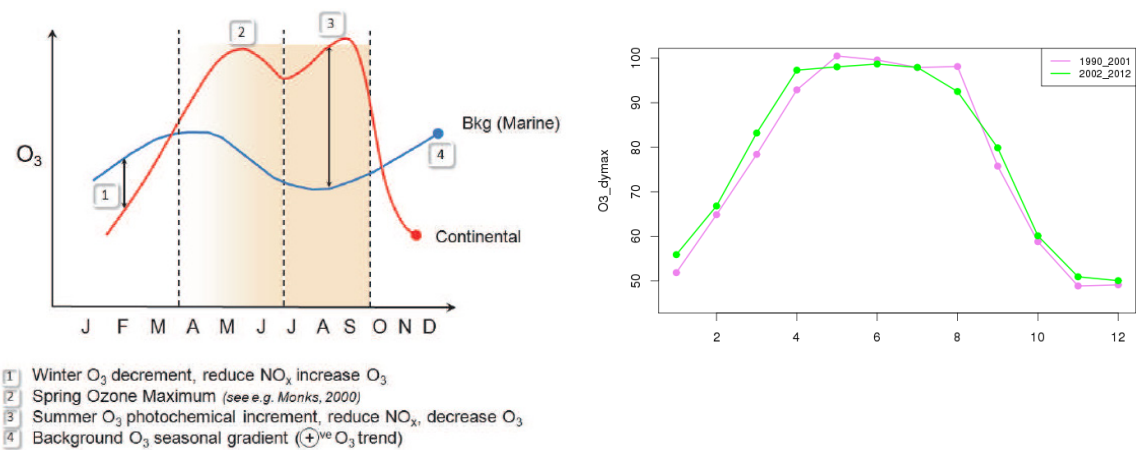 O₃
1
2
3
4
Bkg (Marine)
Continental
J F M A M J J A S O N D
1 Winter O₃ decrement, reduce NOₓ increase O₃
2 Spring Ozone Maximum (see e.g. Monks, 2000)
3 Summer O₃ photochemical increment, reduce NOₓ, decrease O₃
4 Background O₃ seasonal gradient (+ve O₃ trend)
O3_dymax
100
90
80
70
60
50
2 4 6 8 10 12
1990_2001
2002_2012